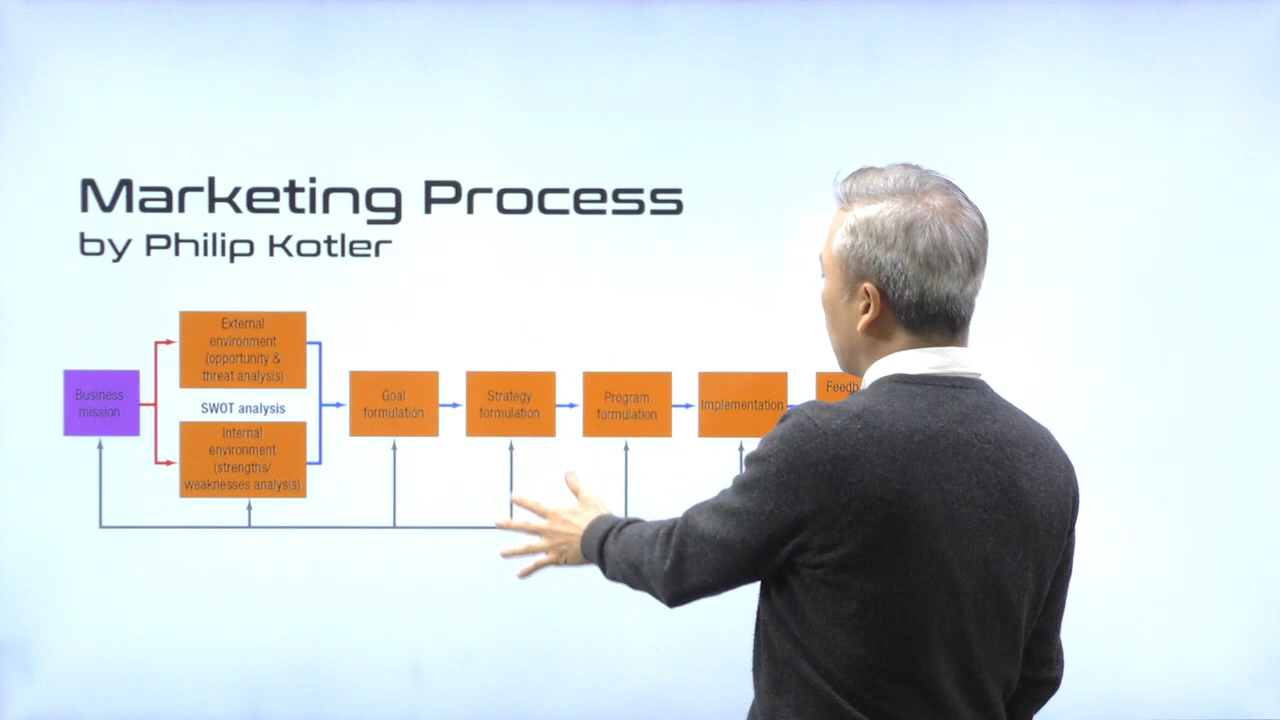 Marketing Process
by Philip Kotler
External
environment
(opportunity &
threat analysis)
Business
mission
SWOT analysis
Internal
environment
(strengths/
weaknesses analysis)
Goal
formulation
Strategy
formulation
Program
formulation
Implementation